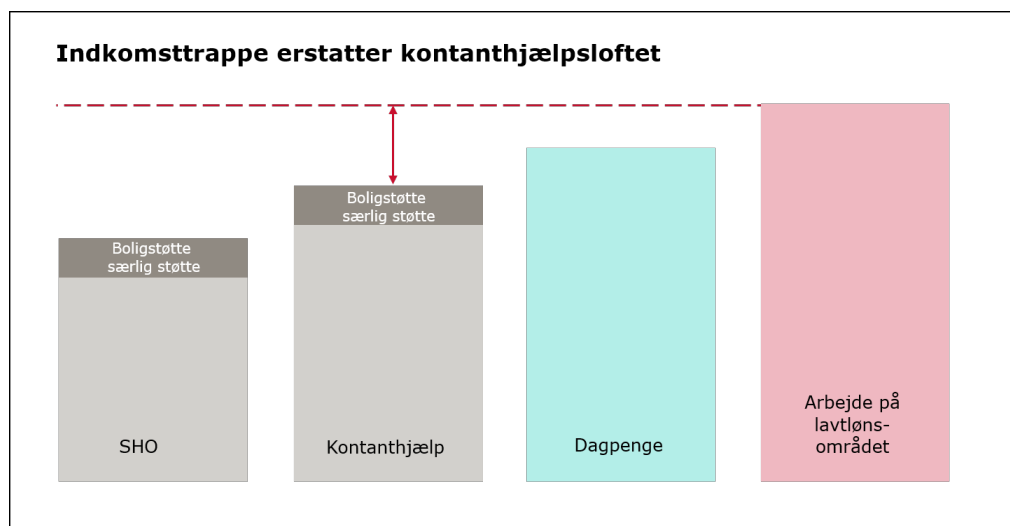 Indkomsttrappe erstatter kontanthjælpsloftet
Boligstøtte
særlig støtte
SHO
Boligstøtte
særlig støtte
Kontanthjælp
Dagpenge
Arbejde på
lavtløns-
området